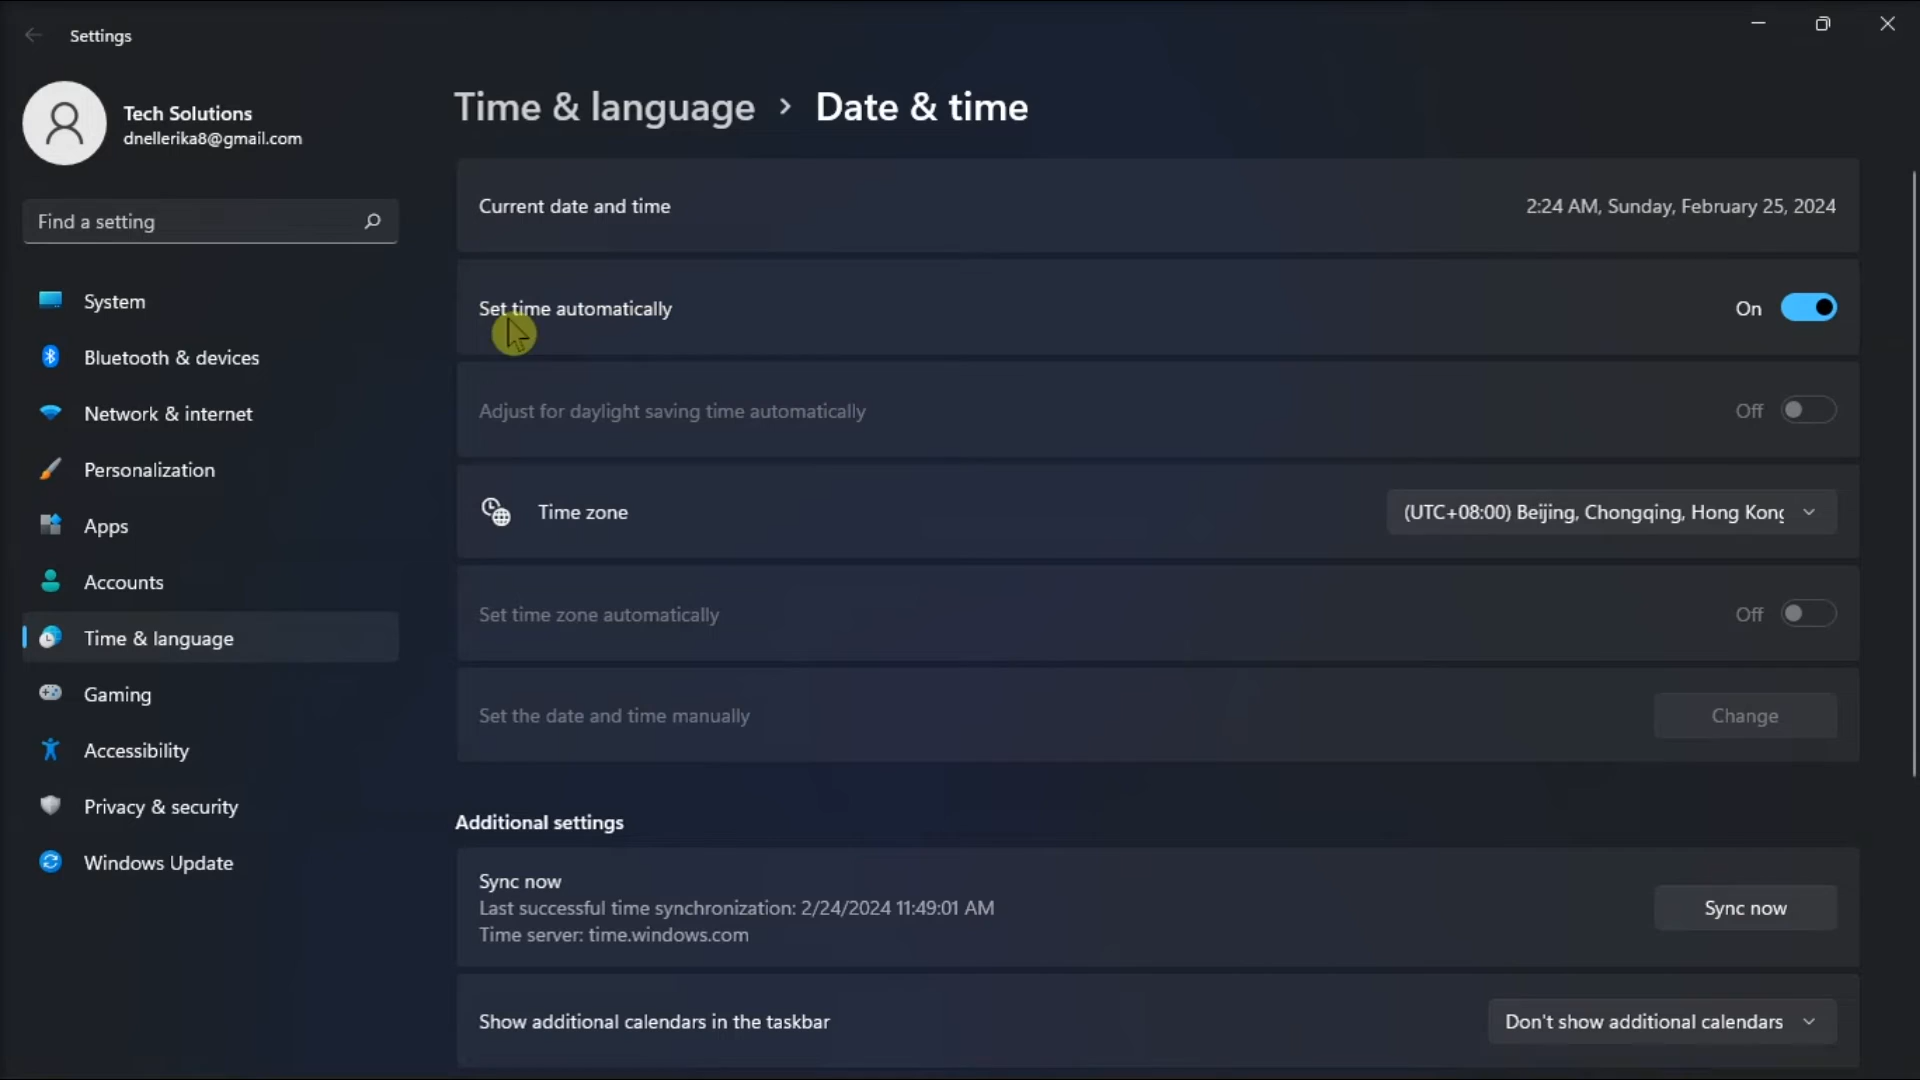 Settings
Tech Solutions
dnellerika8@gmail.com
Find a setting
System
Bluetooth & devices
Network & internet
Personalization
Apps
Accounts
Time & language
Gaming
Accessibility
Privacy & security
Windows Update
Time & language > Date & time
Current date and time 2:24 AM, Sunday, February 25, 2024
Set time automatically On
Adjust for daylight saving time automatically Off
Time zone (UTC+08:00) Beijing, Chongqing, Hong Kong
Set time zone automatically Off
Set the date and time manually Change
Additional settings
Sync now
Last successful time synchronization: 2/24/2024 11:49:01 AM
Time server: time.windows.com
Sync now
Show additional calendars in the taskbar Don't show additional calendars